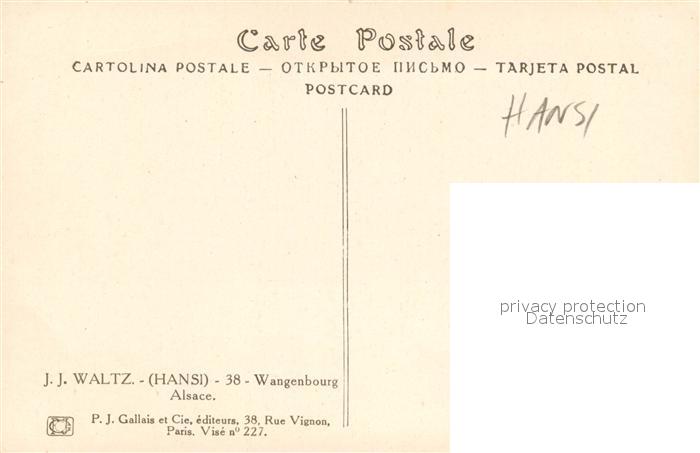 Carte Postale
CARTOLINA POSTALE — ОТКРЫТОЕ ПИСЬМО — TARJETA POSTAL
POSTCARD
HANSI
privacy protection
Datenschutz
J. J. WALTZ. - (HANSI) - 38 - Wangenbourg
Alsace.
P. J. Gallais et Cie, éditeurs, 38, Rue Vignon,
Paris. Visé nº 227.